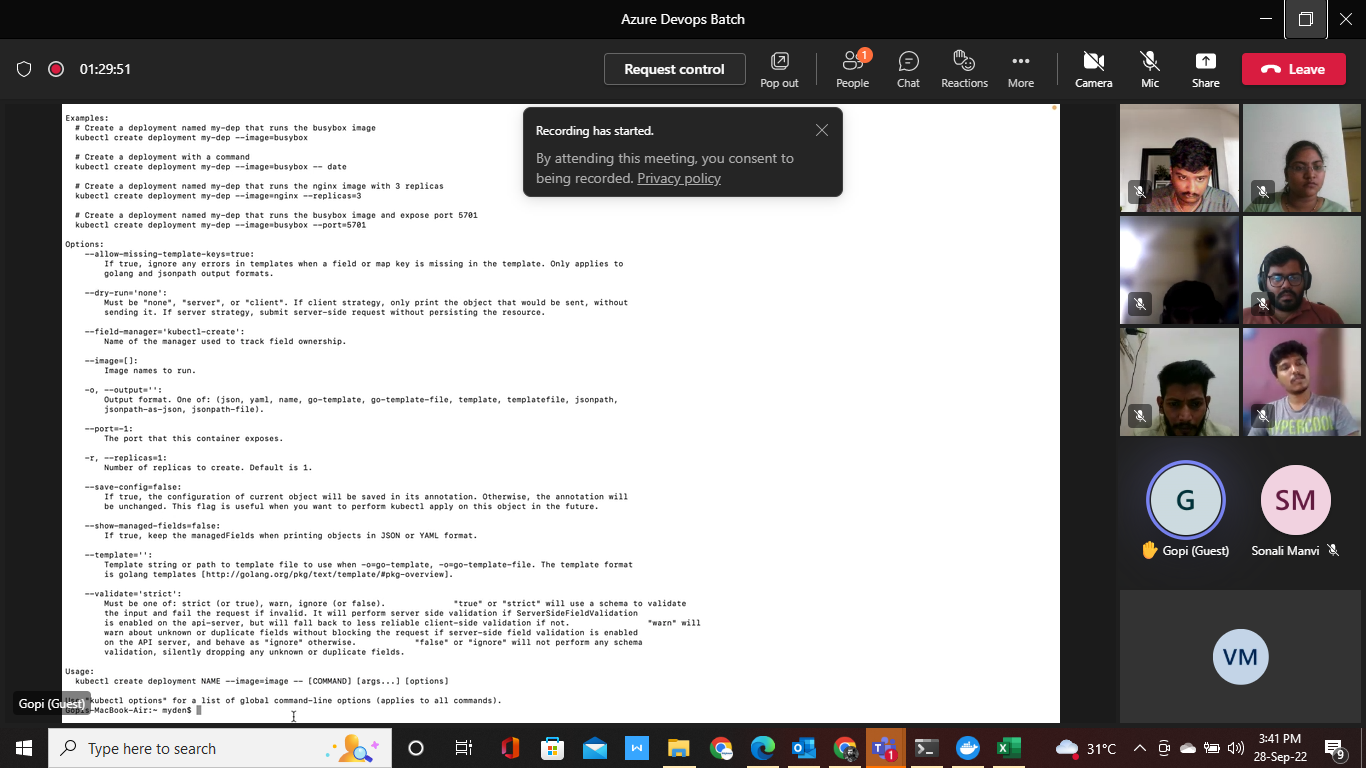 Azure Devops Batch
01:29:51
Request control
Pop out
1
People
Chat
Reactions
More
Camera
Mic
Share
Leave
Recording has started.
By attending this meeting, you consent to
being recorded. Privacy policy
Examples:
# Create a deployment named my-dep that runs the busybox image
kubectl create deployment my-dep --image=busybox
# Create a deployment with a command
kubectl create deployment my-dep --image=busybox -- date
# Create a deployment named my-dep that runs the nginx image with 3 replicas
kubectl create deployment my-dep --image=nginx --replicas=3
# Create a deployment named my-dep that runs the busybox image and expose port 5701
kubectl create deployment my-dep --image=busybox --port=5701
Options:
--allow-missing-template-keys=true:
If true, ignore any errors in templates when a field or map key is missing in the template. Only applies to
golang and jsonpath output formats.
--dry-run='none':
Must be "none", "server", or "client". If client strategy, only print the object that would be sent, without
sending it. If server strategy, submit server-side request without persisting the resource.
--field-manager='kubectl-create':
Name of the manager used to track field ownership.
--image=[]:
Image names to run.
-o, --output='':
Output format. One of: (json, yaml, name, go-template, go-template-file, template, templatefile, jsonpath,
jsonpath-as-json, jsonpath-file).
--port=-1:
The port that this container exposes.
-r, --replicas=1:
Number of replicas to create. Default is 1.
--save-config=false:
If true, the configuration of current object will be saved in its annotation. Otherwise, the annotation will
be unchanged. This flag is useful when you want to perform kubectl apply on this object in the future.
--show-managed-fields=false:
If true, keep the managedFields when printing objects in JSON or YAML format.
--template='':
Template string or path to template file to use when -o=go-template, -o=go-template-file. The template format
is golang templates [http://golang.org/pkg/text/template/#pkg-overview].
--validate='strict':
Must be one of: strict (or true), warn, ignore (or false). "true" or "strict" will use a schema to validate
the input and fail the request if invalid. It will perform server side validation if ServerSideFieldValidation
is enabled on the api-server, but will fall back to less reliable client-side validation if not. "warn" will
warn about unknown or duplicate fields without blocking the request if server-side field validation is enabled
on the API server, and behave as "ignore" otherwise. "false" or "ignore" will not perform any schema
validation, silently dropping any unknown or duplicate fields.
Usage:
kubectl create deployment NAME --image=image -- [COMMAND] [args...] [options]
Use "kubectl options" for a list of global command-line options (applies to all commands).
Gopis-MacBook-Air:~ myden$
Gopi (Guest)
HYPERCOOL
G
Gopi (Guest)
SM
Sonali Manvi
VM
Type here to search
W
1
31°C
3:41 PM
28-Sep-22
9